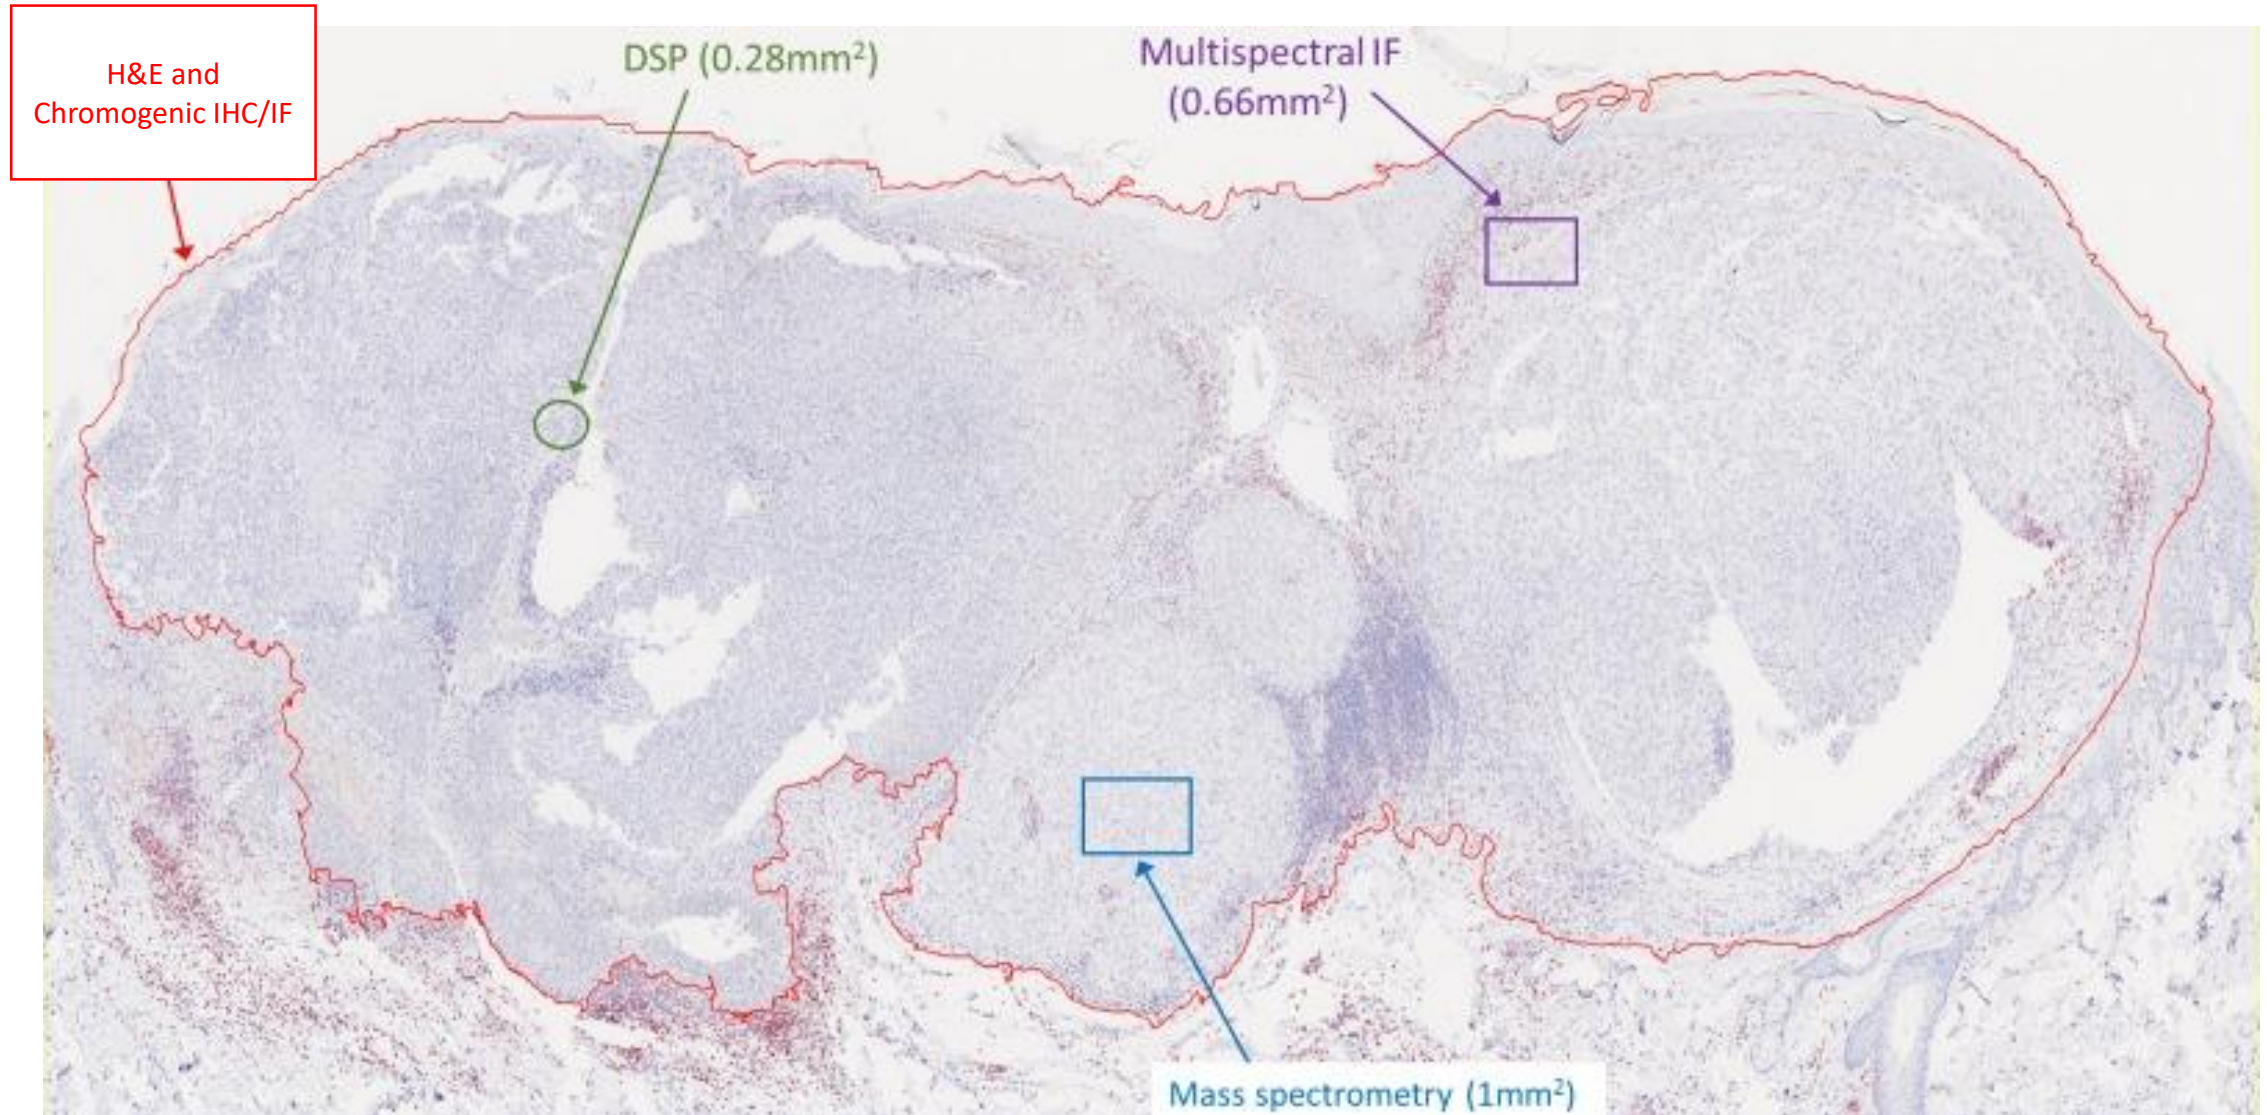 H&E and
Chromogenic IHC/IF
DSP (0.28mm²)
Multispectral IF
(0.66mm²)
Mass spectrometry (1mm²)